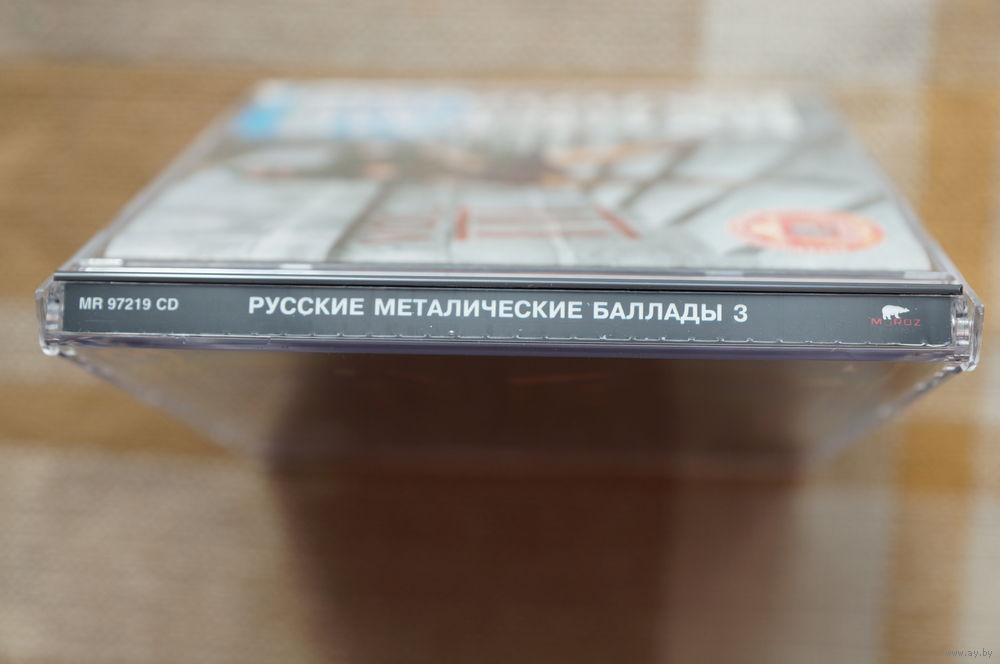 MR 97219 CD
РУССКИЕ МЕТАЛИЧЕСКИЕ БАЛЛАДЫ 3
MOROZ
www.ay.by